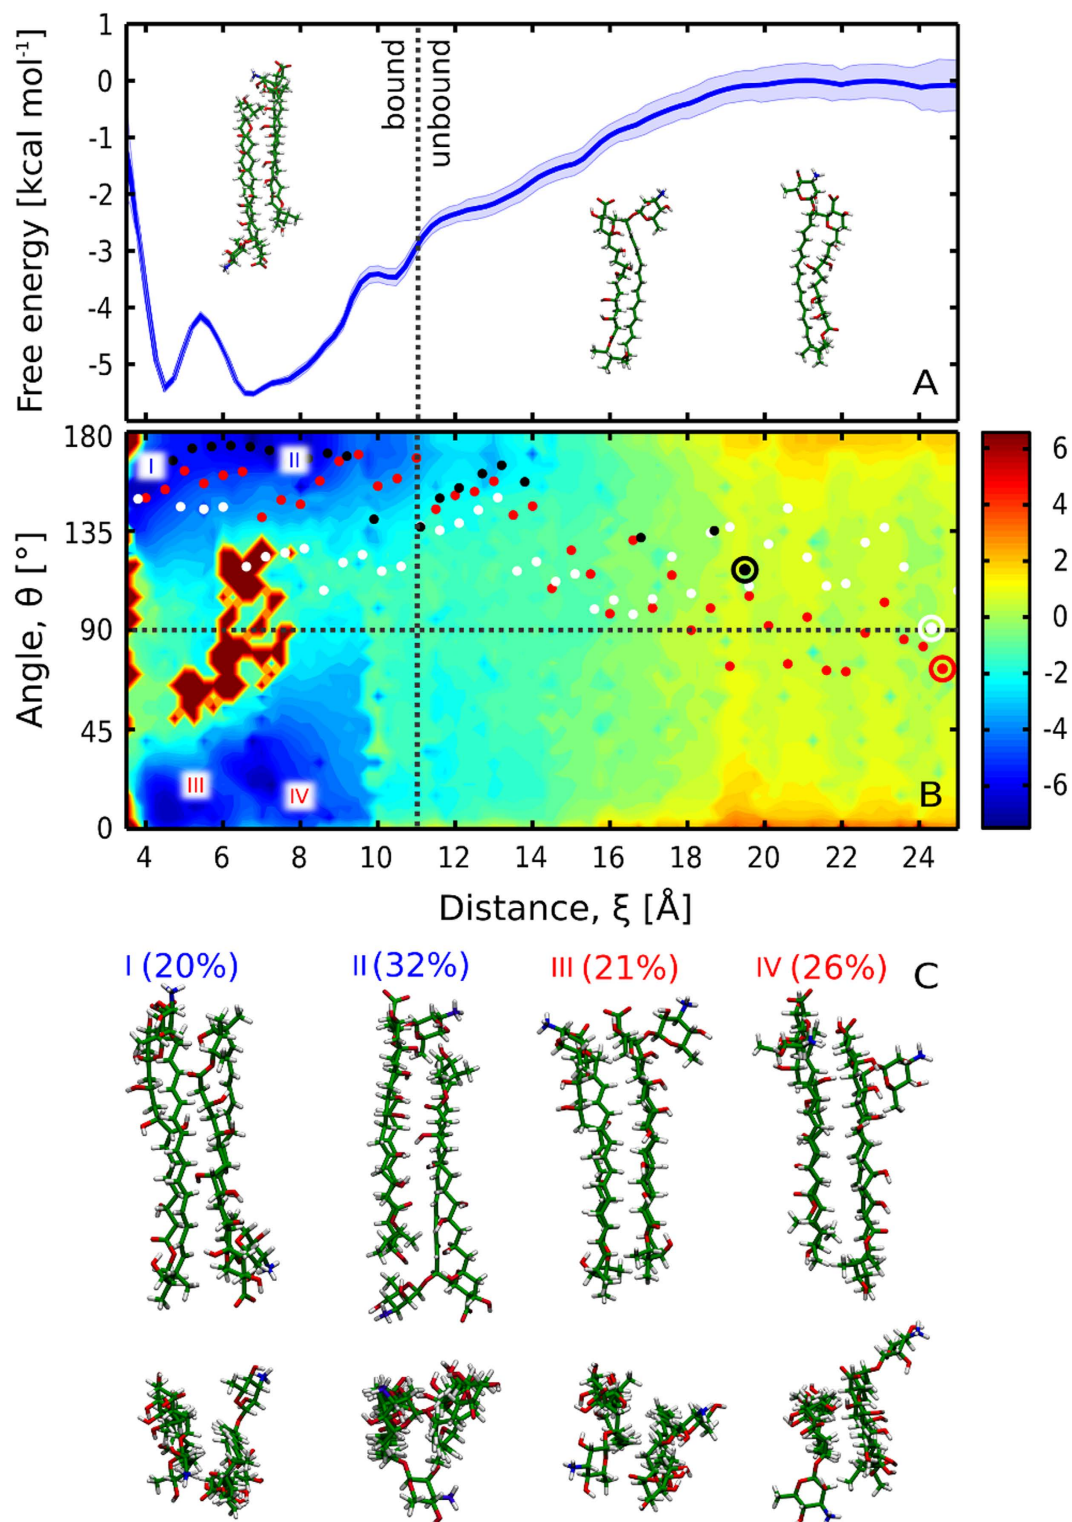 Free energy [kcal mol⁻¹]
1
0
-1
-2
-3
-4
-5
bound
unbound
A
Angle, θ [°]
180
135
90
45
0
I
II
III
IV
B
6
4
2
0
-2
-4
-6
4 6 8 10 12 14 16 18 20 22 24
Distance, ξ [Å]
I (20%) II (32%) III (21%) IV (26%) C